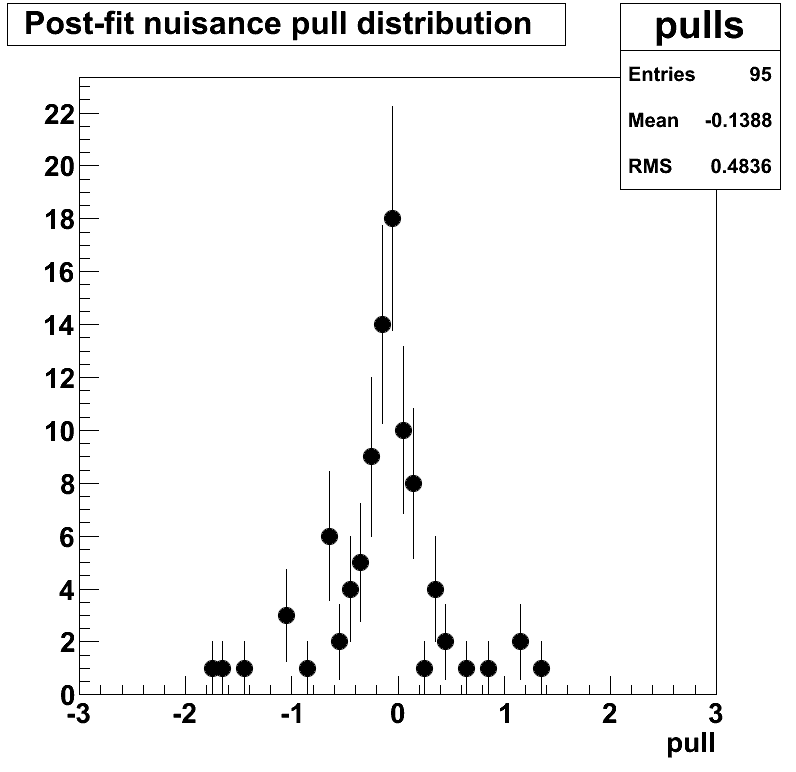 Post-fit nuisance pull distribution
pulls
Entries 95
Mean -0.1388
RMS 0.4836
22
20
18
16
14
12
10
8
6
4
2
0
-3 -2 -1 0 1 2 3
pull